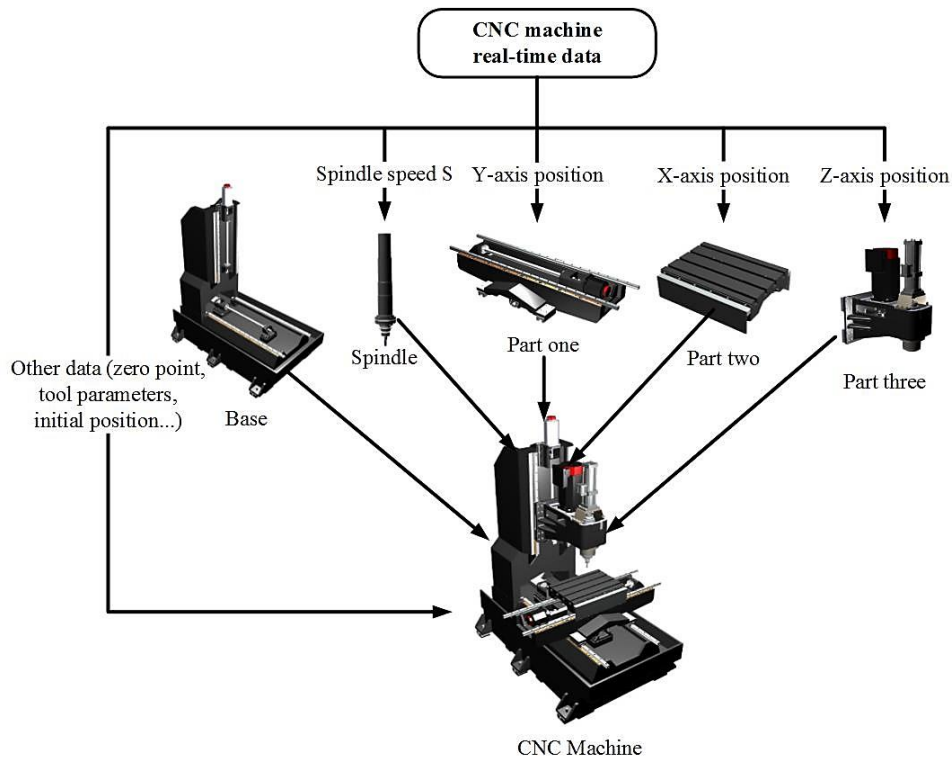 CNC machine
real-time data
Spindle speed S
Y-axis position
X-axis position
Z-axis position
Spindle
Part one
Part two
Part three
Other data (zero point,
tool parameters,
initial position...)
Base
CNC Machine